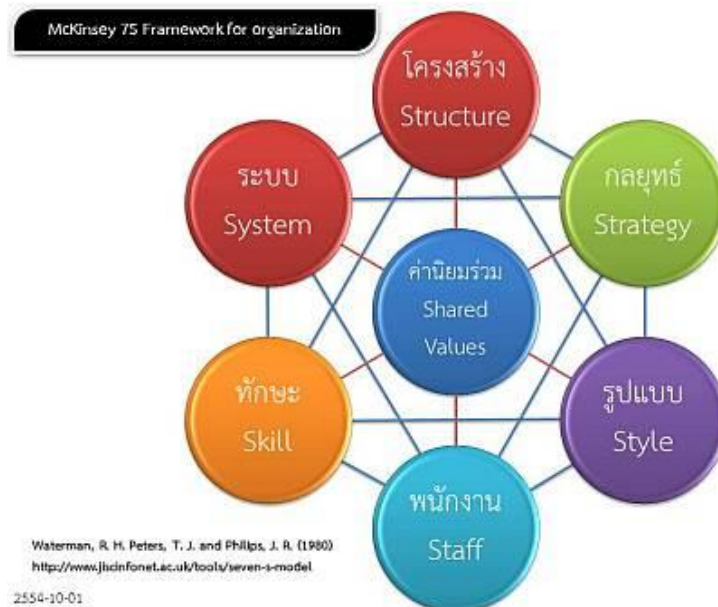 McKinsey 7S Framework for organization
โครงสร้าง
Structure
ระบบ
System
กลยุทธ์
Strategy
ค่านิยมร่วม
Shared
Values
ทักษะ
Skill
รูปแบบ
Style
พนักงาน
Staff
Waterman, R. H. Peters, T. J. and Philips, J. R. (1980)
http://www.jiscinfonet.ac.uk/tools/seven-s-model
2554-10-01